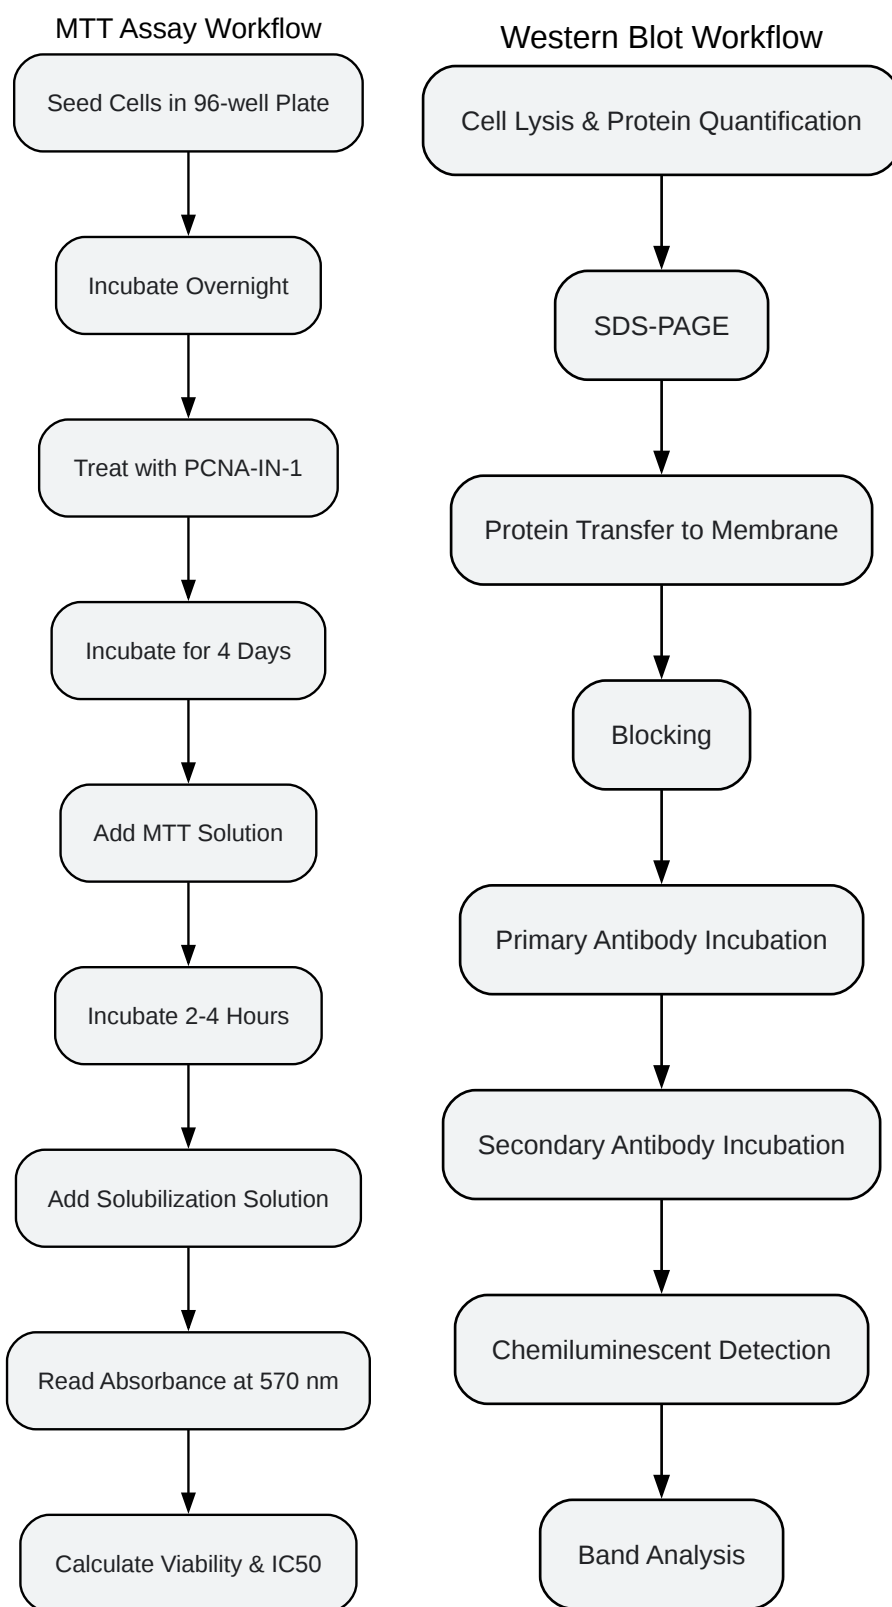 MTT Assay Workflow
Seed Cells in 96-well Plate
Incubate Overnight
Treat with PCNA-IN-1
Incubate for 4 Days
Add MTT Solution
Incubate 2-4 Hours
Add Solubilization Solution
Read Absorbance at 570 nm
Calculate Viability & IC50
Western Blot Workflow
Cell Lysis & Protein Quantification
SDS-PAGE
Protein Transfer to Membrane
Blocking
Primary Antibody Incubation
Secondary Antibody Incubation
Chemiluminescent Detection
Band Analysis